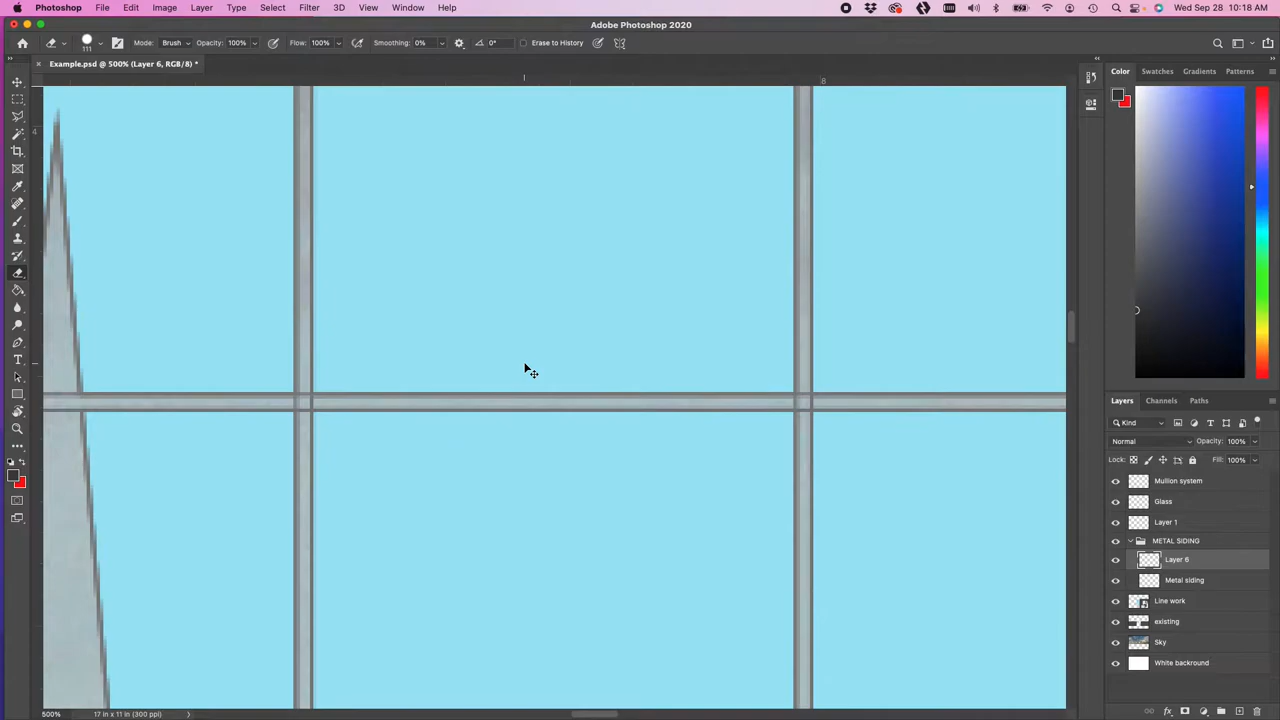 Photoshop File Edit Image Layer Type Select Filter 3D View Window Help Wed Sep 28 10:18 AM
Adobe Photoshop 2020
111 Mode: Brush Opacity: 100% Flow: 100% Smoothing: 0% 0° Erase to History
Example.psd @ 500% (Layer 6, RGB/8) *
Color Swatches Gradients Patterns
8
4
Layers Channels Paths
Kind
Normal Opacity: 100%
Lock: Fill: 100%
Mullion system
Glass
Layer 1
METAL SIDING
Layer 6
Metal siding
Line work
existing
Sky
White backround
500% 17 in x 11 in (300 ppi)